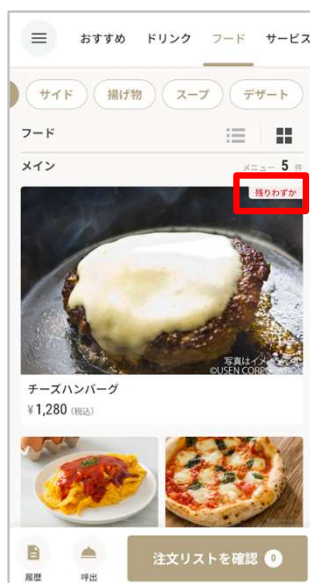 おすすめ ドリンク フード サービス
サイド 揚げ物 スープ デザート
フード
メイン メニュー 5 件
残りわずか
写真はイメージ
©USEN CORPORATION
チーズハンバーグ
¥1,280 (税込)
履歴 呼出 注文リストを確認 0